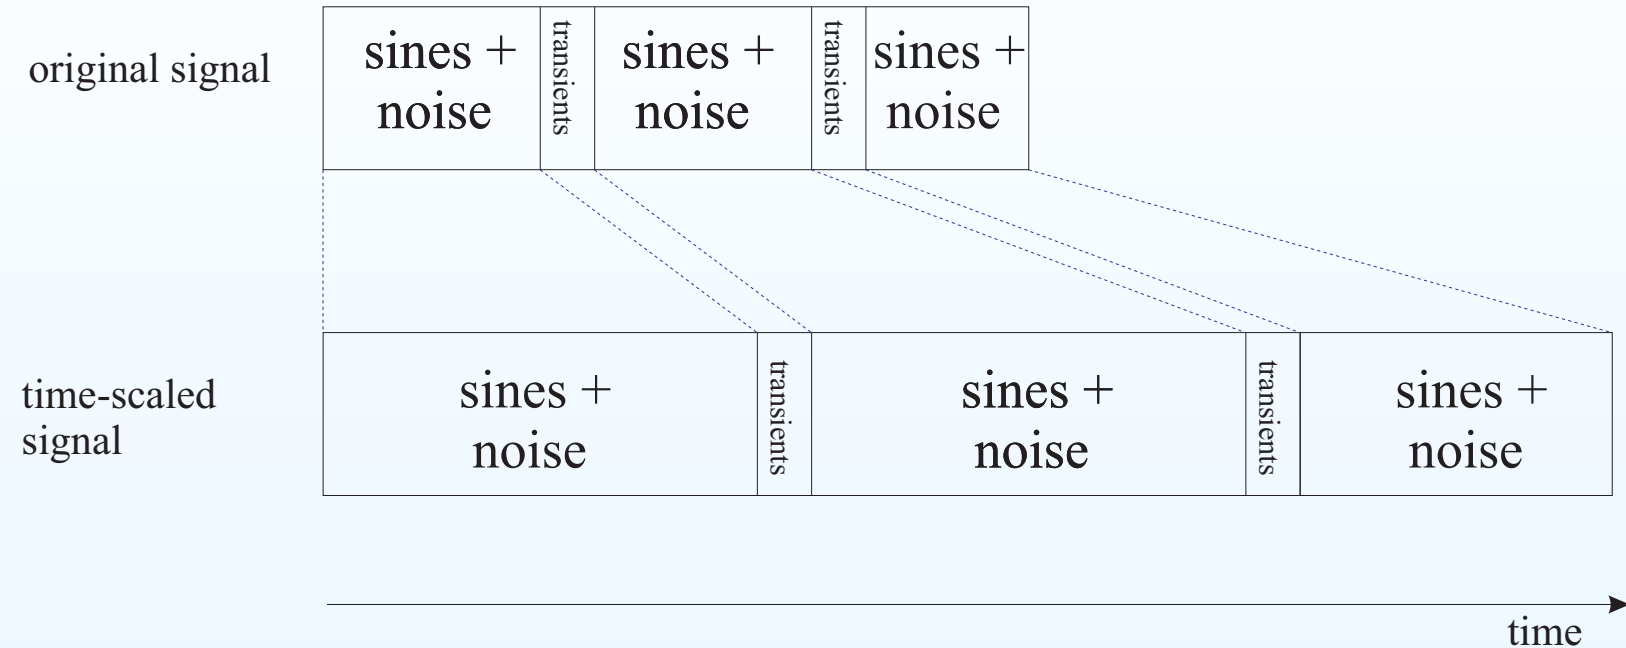 original signal
sines +
noise
transients
sines +
noise
transients
sines +
noise
time-scaled
signal
sines +
noise
transients
sines +
noise
transients
sines +
noise
time